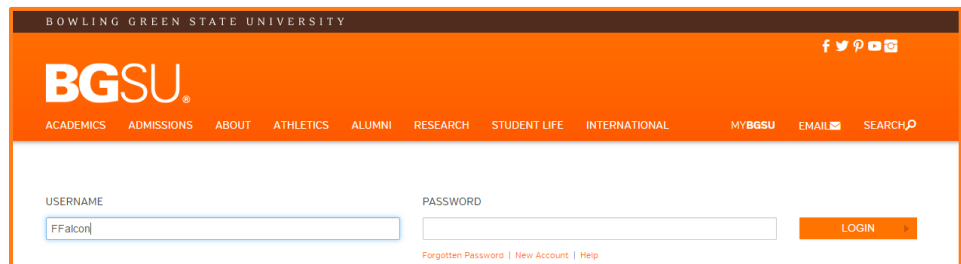 BOWLING GREEN STATE UNIVERSITY
BGSU®
ACADEMICS ADMISSIONS ABOUT ATHLETICS ALUMNI RESEARCH STUDENT LIFE INTERNATIONAL MYBGSU EMAIL SEARCH
USERNAME PASSWORD
FFalcon LOGIN
Forgotten Password | New Account | Help